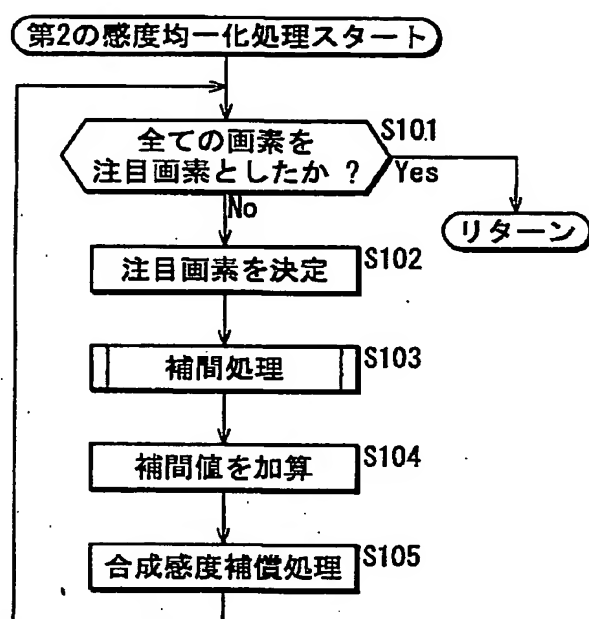 第2の感度均一化処理スタート
S101
全ての画素を
注目画素としたか ?
Yes
No
リターン
注目画素を決定
S102
補間処理
S103
補間値を加算
S104
合成感度補償処理
S105